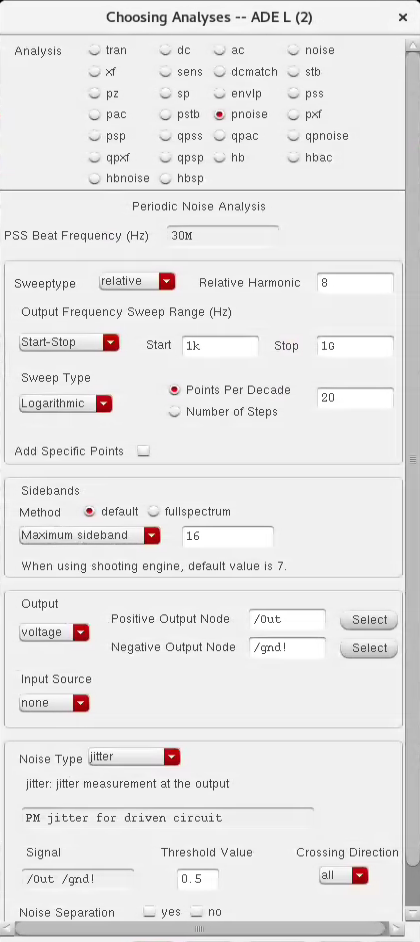 Choosing Analyses -- ADE L (2) ×
Analysis tran dc ac noise
xf sens dcmatch stb
pz sp envlp pss
pac pstb pnoise pxf
psp qpss qpac qpnoise
qpxf qpsp hb hbac
hbnoise hbsp
Periodic Noise Analysis
PSS Beat Frequency (Hz) 30M
Sweeptype relative Relative Harmonic 8
Output Frequency Sweep Range (Hz)
Start-Stop Start 1k Stop 1G
Sweep Type
Logarithmic Points Per Decade 20
Number of Steps
Add Specific Points
Sidebands
Method default fullspectrum
Maximum sideband 16
When using shooting engine, default value is 7.
Output
voltage Positive Output Node /Out Select
Negative Output Node /gnd! Select
Input Source
none
Noise Type jitter
jitter: jitter measurement at the output
PM jitter for driven circuit
Signal Threshold Value Crossing Direction
/Out /gnd! 0.5 all
Noise Separation yes no